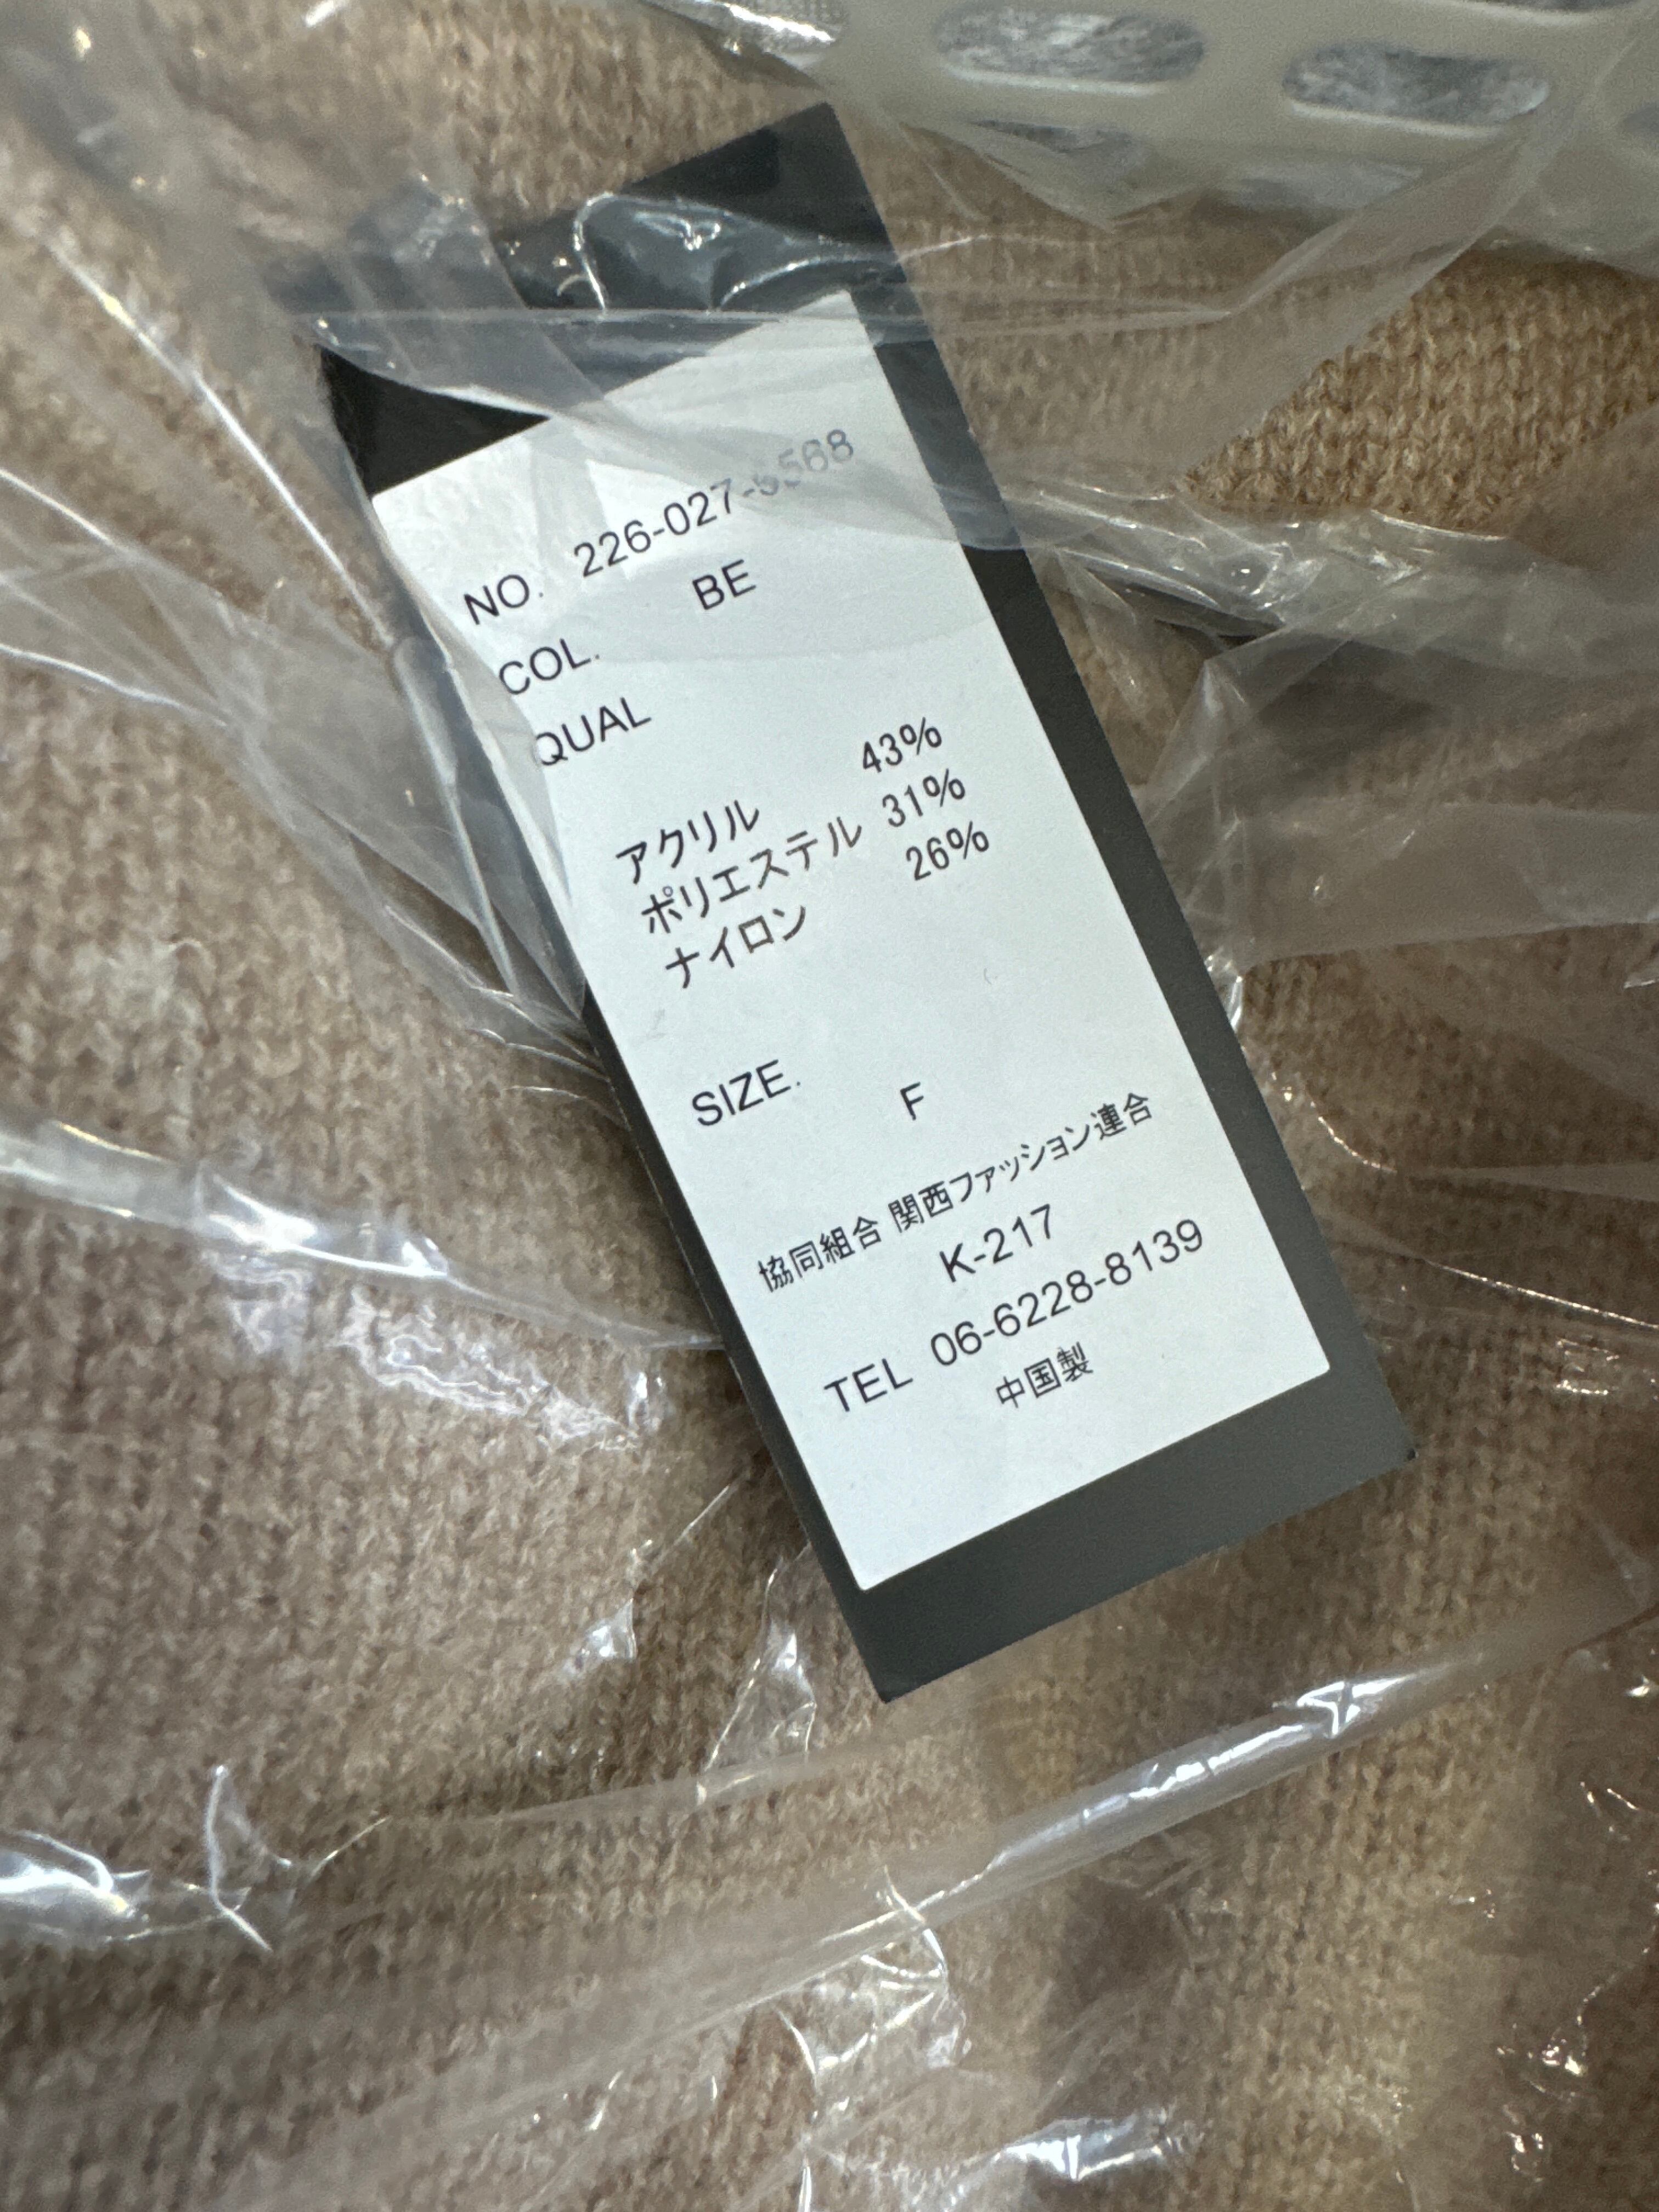 NO. 226-027-5568
COL. BE
QUAL
アクリル 43%
ポリエステル 31%
ナイロン 26%
SIZE. F
協同組合 関西ファッション連合
K-217
TEL 06-6228-8139
中国製